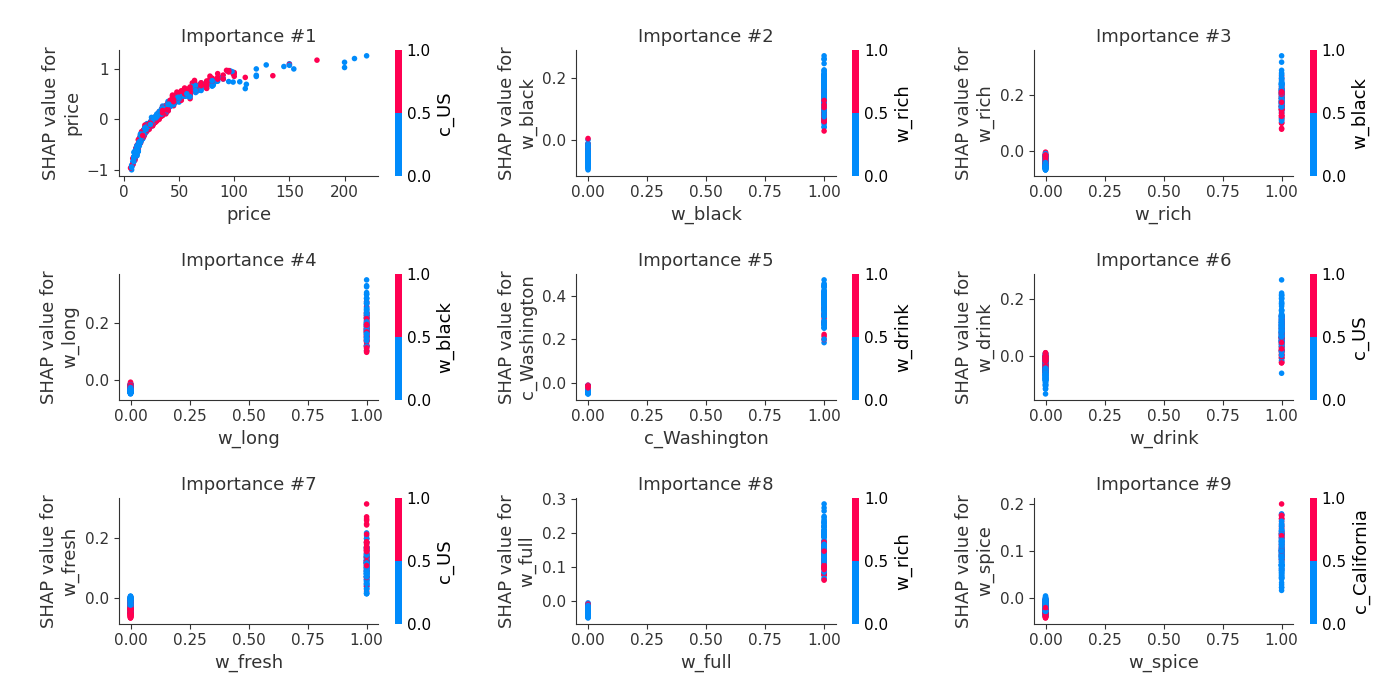 Importance #1
SHAP value for
price
1
0
−1
0
50
100
150
200
price
1.0
0.5
0.0
c_US
Importance #2
SHAP value for
w_black
0.2
0.0
0.00
0.25
0.50
0.75
1.00
w_black
1.0
0.5
0.0
w_rich
Importance #3
SHAP value for
w_rich
0.2
0.0
0.00
0.25
0.50
0.75
1.00
w_rich
1.0
0.5
0.0
w_black
Importance #4
SHAP value for
w_long
0.2
0.0
0.00
0.25
0.50
0.75
1.00
w_long
1.0
0.5
0.0
w_black
Importance #5
SHAP value for
c_Washington
0.4
0.2
0.0
0.00
0.25
0.50
0.75
1.00
c_Washington
1.0
0.5
0.0
w_drink
Importance #6
SHAP value for
w_drink
0.2
0.0
0.00
0.25
0.50
0.75
1.00
w_drink
1.0
0.5
0.0
c_US
Importance #7
SHAP value for
w_fresh
0.2
0.0
0.00
0.25
0.50
0.75
1.00
w_fresh
1.0
0.5
0.0
c_US
Importance #8
SHAP value for
w_full
0.3
0.2
0.1
0.0
0.00
0.25
0.50
0.75
1.00
w_full
1.0
0.5
0.0
w_rich
Importance #9
SHAP value for
w_spice
0.2
0.1
0.0
0.00
0.25
0.50
0.75
1.00
w_spice
1.0
0.5
0.0
c_California